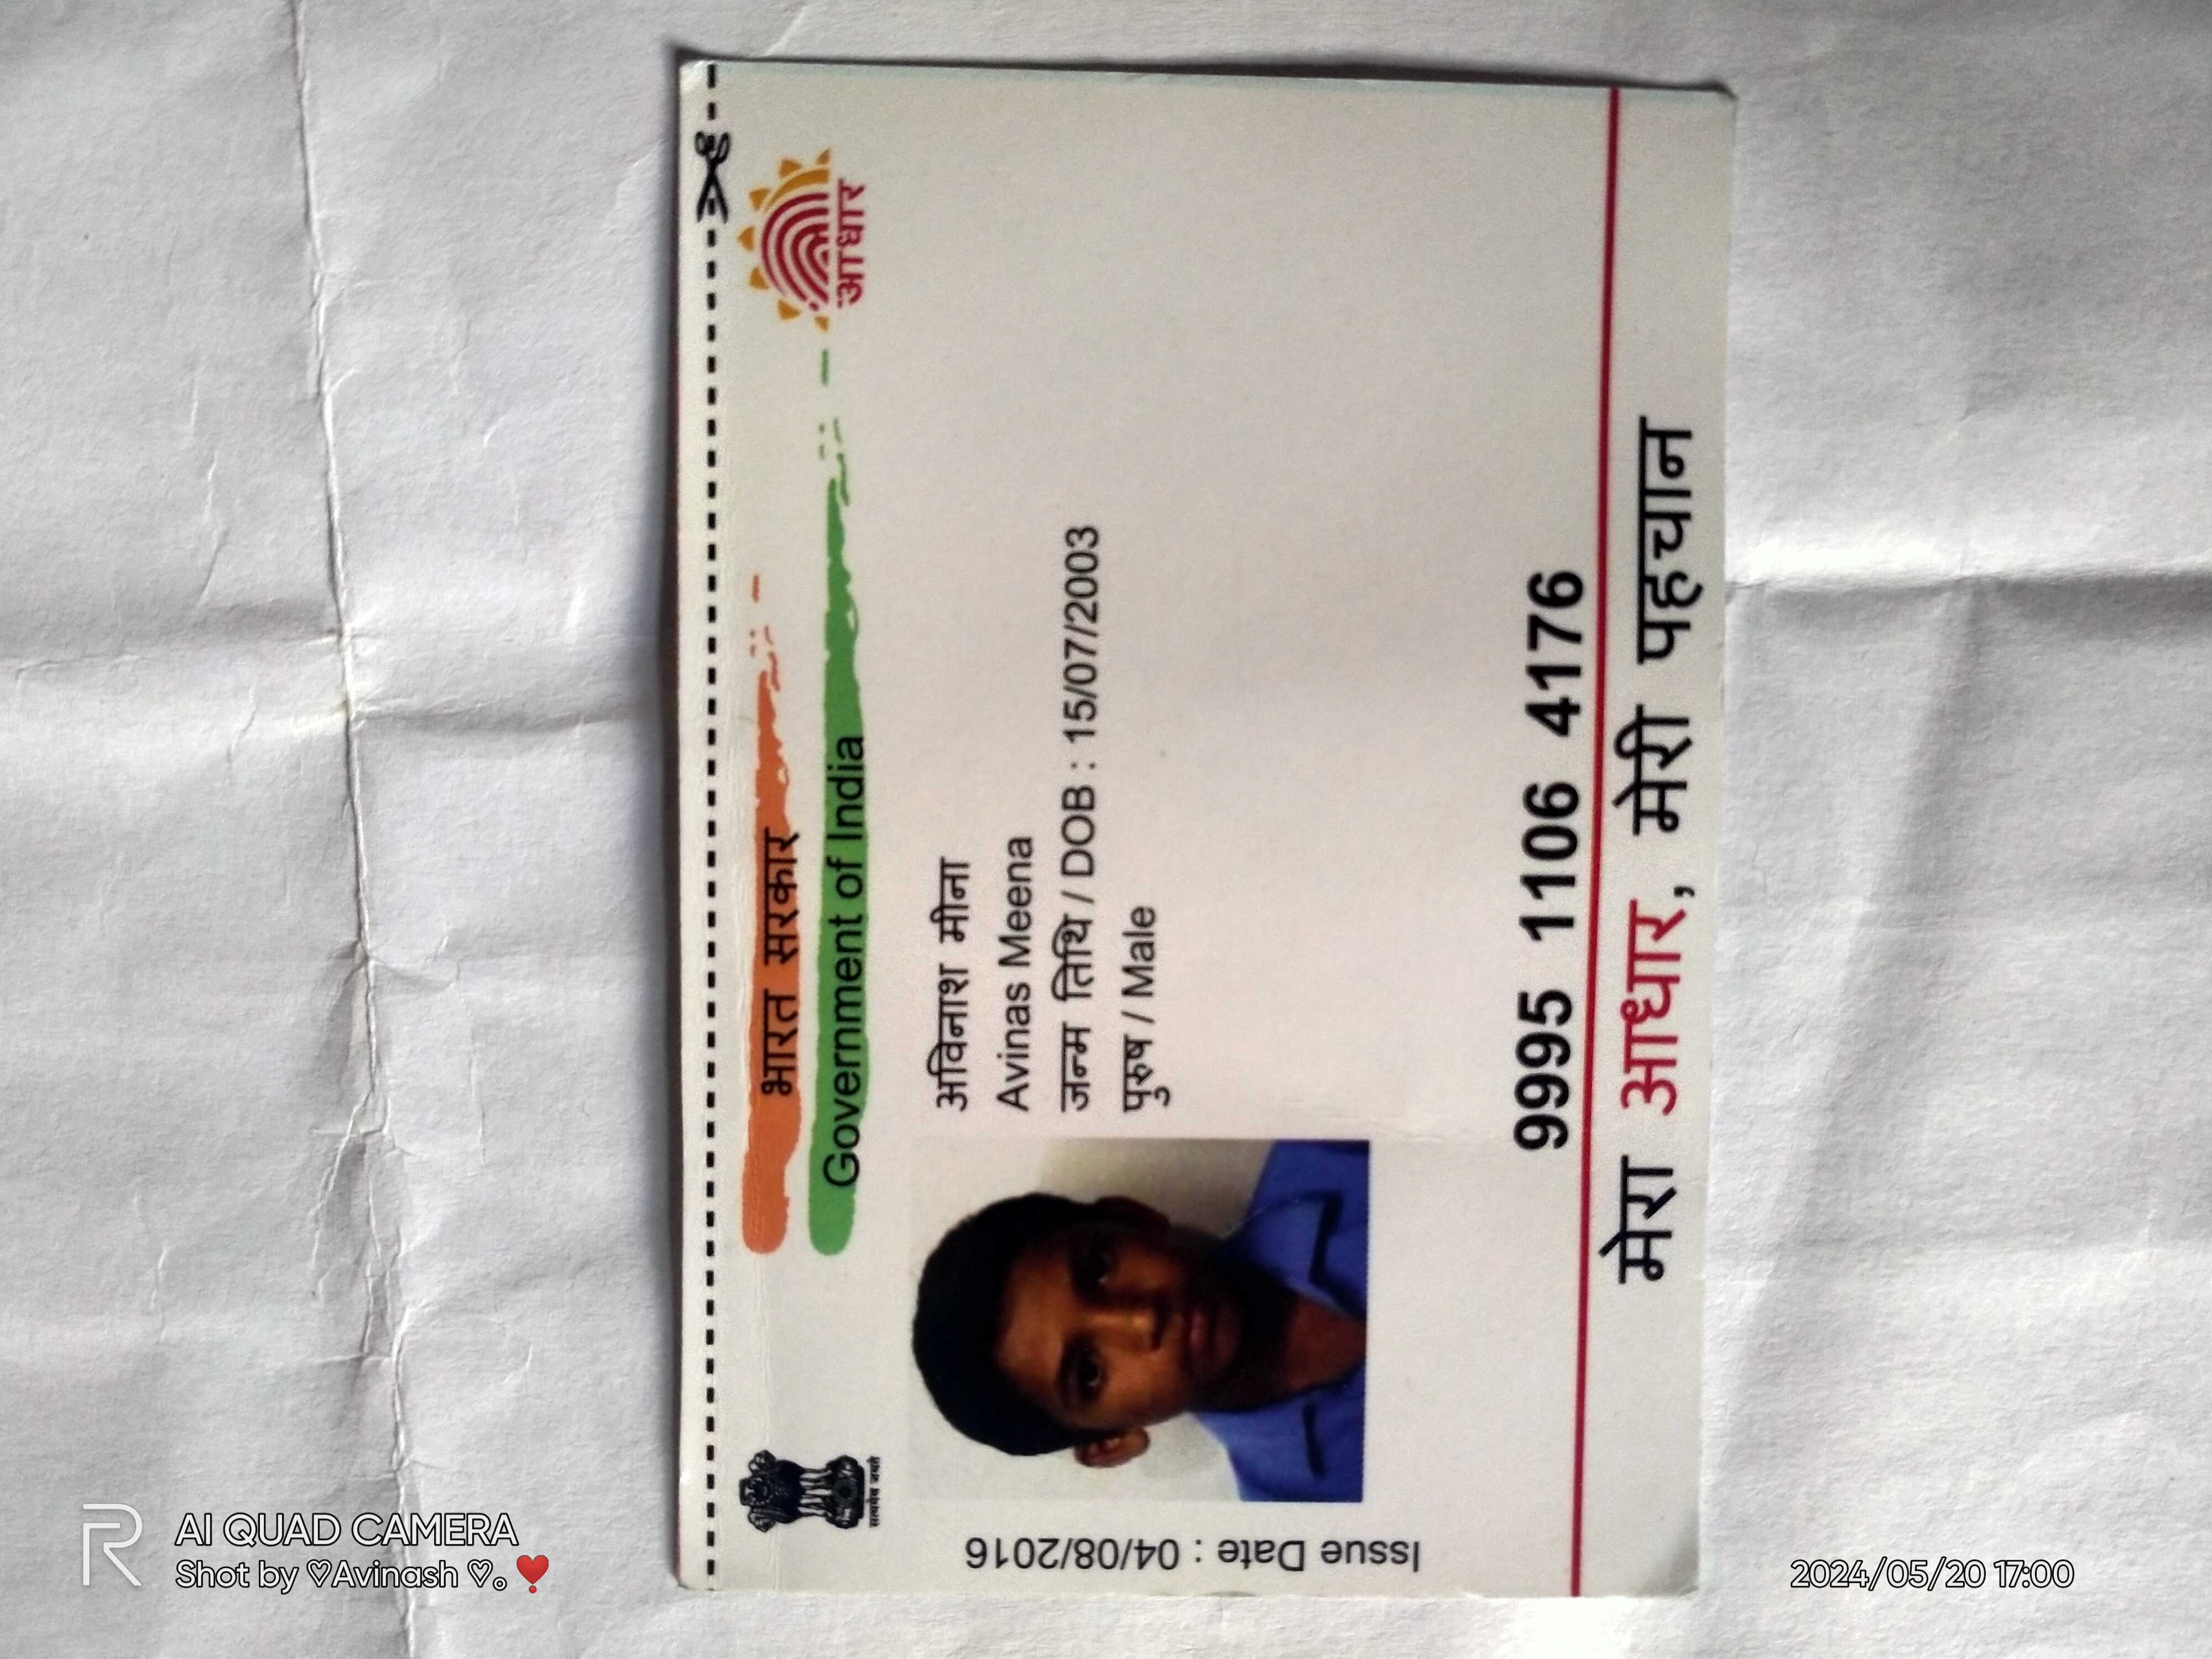 भारत सरकार
Government of India
आधार
सत्यमेव जयते
अविनाश मीना
Avinas Meena
जन्म तिथि / DOB : 15/07/2003
पुरुष / Male
Issue Date : 04/08/2016
9995 1106 4176
मेरा आधार, मेरी पहचान
AI QUAD CAMERA
Shot by ♡Avinash ♡。❤️
2024/05/20 17:00